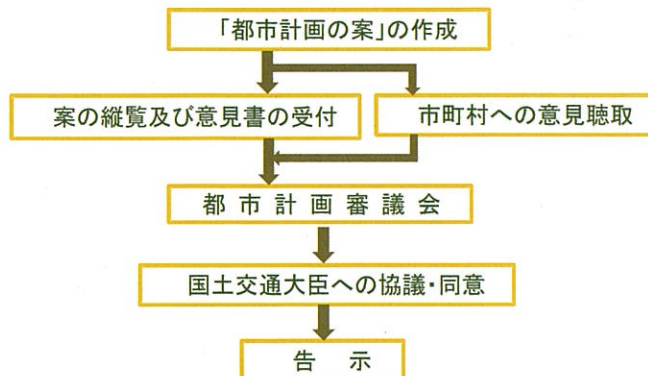 「都市計画の案」の作成
案の縦覧及び意見書の受付
市町村への意見聴取
都市計画審議会
国土交通大臣への協議・同意
告示